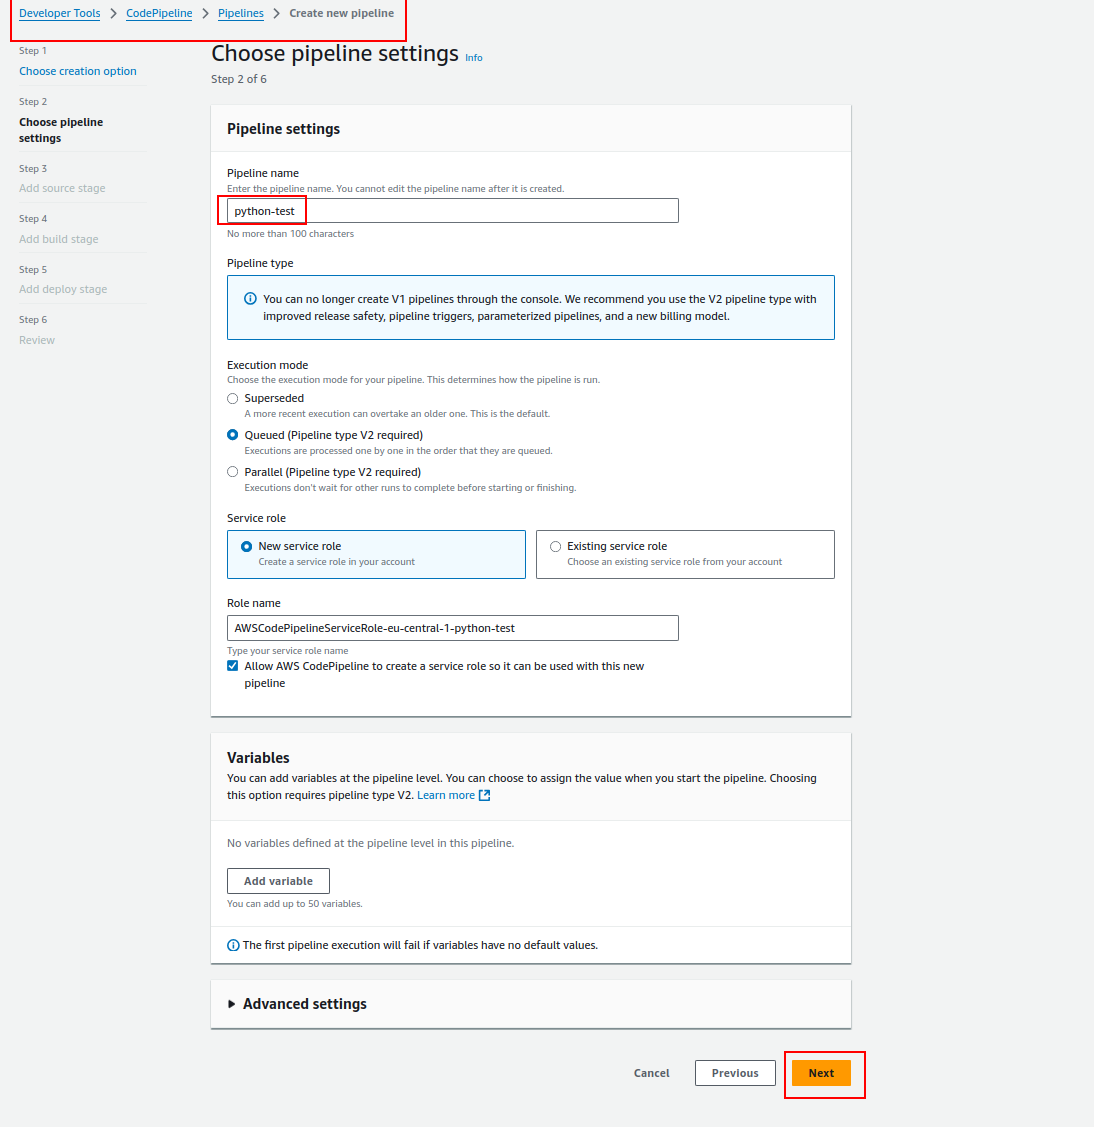 Developer Tools > CodePipeline > Pipelines > Create new pipeline
Step 1
Choose creation option
Step 2
Choose pipeline
settings
Step 3
Add source stage
Step 4
Add build stage
Step 5
Add deploy stage
Step 6
Review
Choose pipeline settings Info
Step 2 of 6
Pipeline settings
Pipeline name
Enter the pipeline name. You cannot edit the pipeline name after it is created.
python-test
No more than 100 characters
Pipeline type
You can no longer create V1 pipelines through the console. We recommend you use the V2 pipeline type with
improved release safety, pipeline triggers, parameterized pipelines, and a new billing model.
Execution mode
Choose the execution mode for your pipeline. This determines how the pipeline is run.
Superseded
A more recent execution can overtake an older one. This is the default.
Queued (Pipeline type V2 required)
Executions are processed one by one in the order that they are queued.
Parallel (Pipeline type V2 required)
Executions don't wait for other runs to complete before starting or finishing.
Service role
New service role
Create a service role in your account
Existing service role
Choose an existing service role from your account
Role name
AWSCodePipelineServiceRole-eu-central-1-python-test
Type your service role name
Allow AWS CodePipeline to create a service role so it can be used with this new
pipeline
Variables
You can add variables at the pipeline level. You can choose to assign the value when you start the pipeline. Choosing
this option requires pipeline type V2. Learn more
No variables defined at the pipeline level in this pipeline.
Add variable
You can add up to 50 variables.
The first pipeline execution will fail if variables have no default values.
Advanced settings
Cancel
Previous
Next